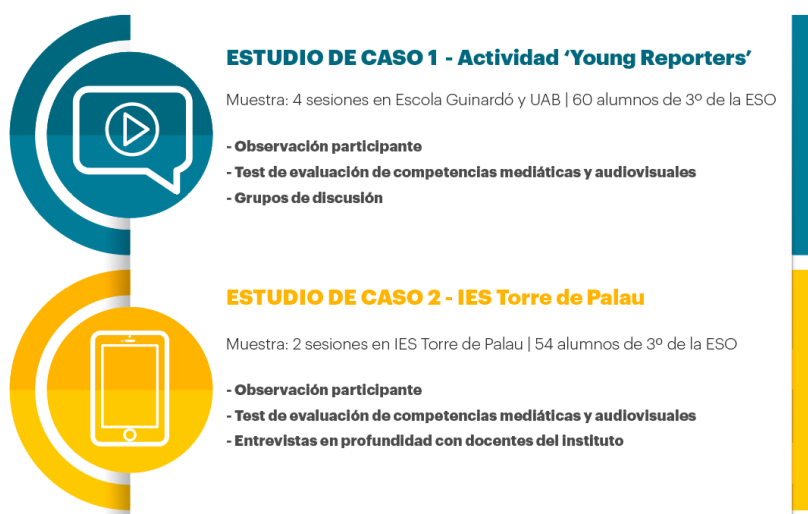 ESTUDIO DE CASO 1 - Actividad ‘Young Reporters’
Muestra: 4 sesiones en Escola Guinardó y UAB | 60 alumnos de 3º de la ESO
- Observación participante
- Test de evaluación de competencias mediáticas y audiovisuales
- Grupos de discusión
ESTUDIO DE CASO 2 - IES Torre de Palau
Muestra: 2 sesiones en IES Torre de Palau | 54 alumnos de 3º de la ESO
- Observación participante
- Test de evaluación de competencias mediáticas y audiovisuales
- Entrevistas en profundidad con docentes del instituto